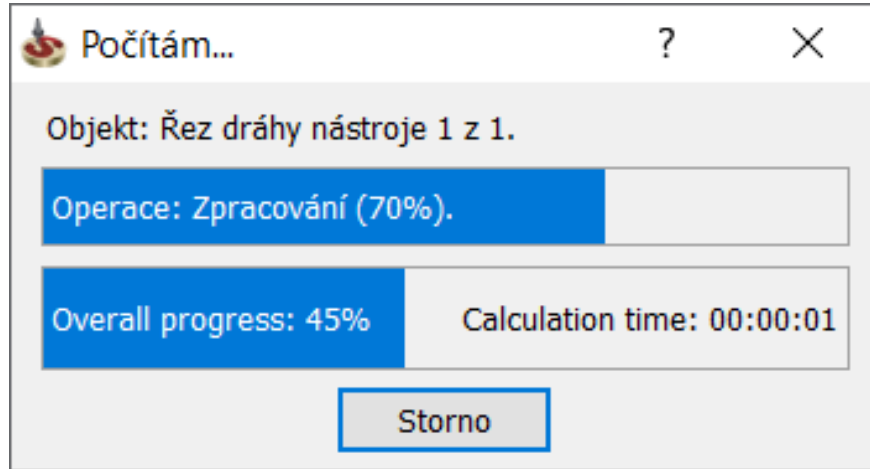 Počítám...
Objekt: Řez dráhy nástroje 1 z 1.
Operace: Zpracování (70%).
Overall progress: 45% Calculation time: 00:00:01
Storno